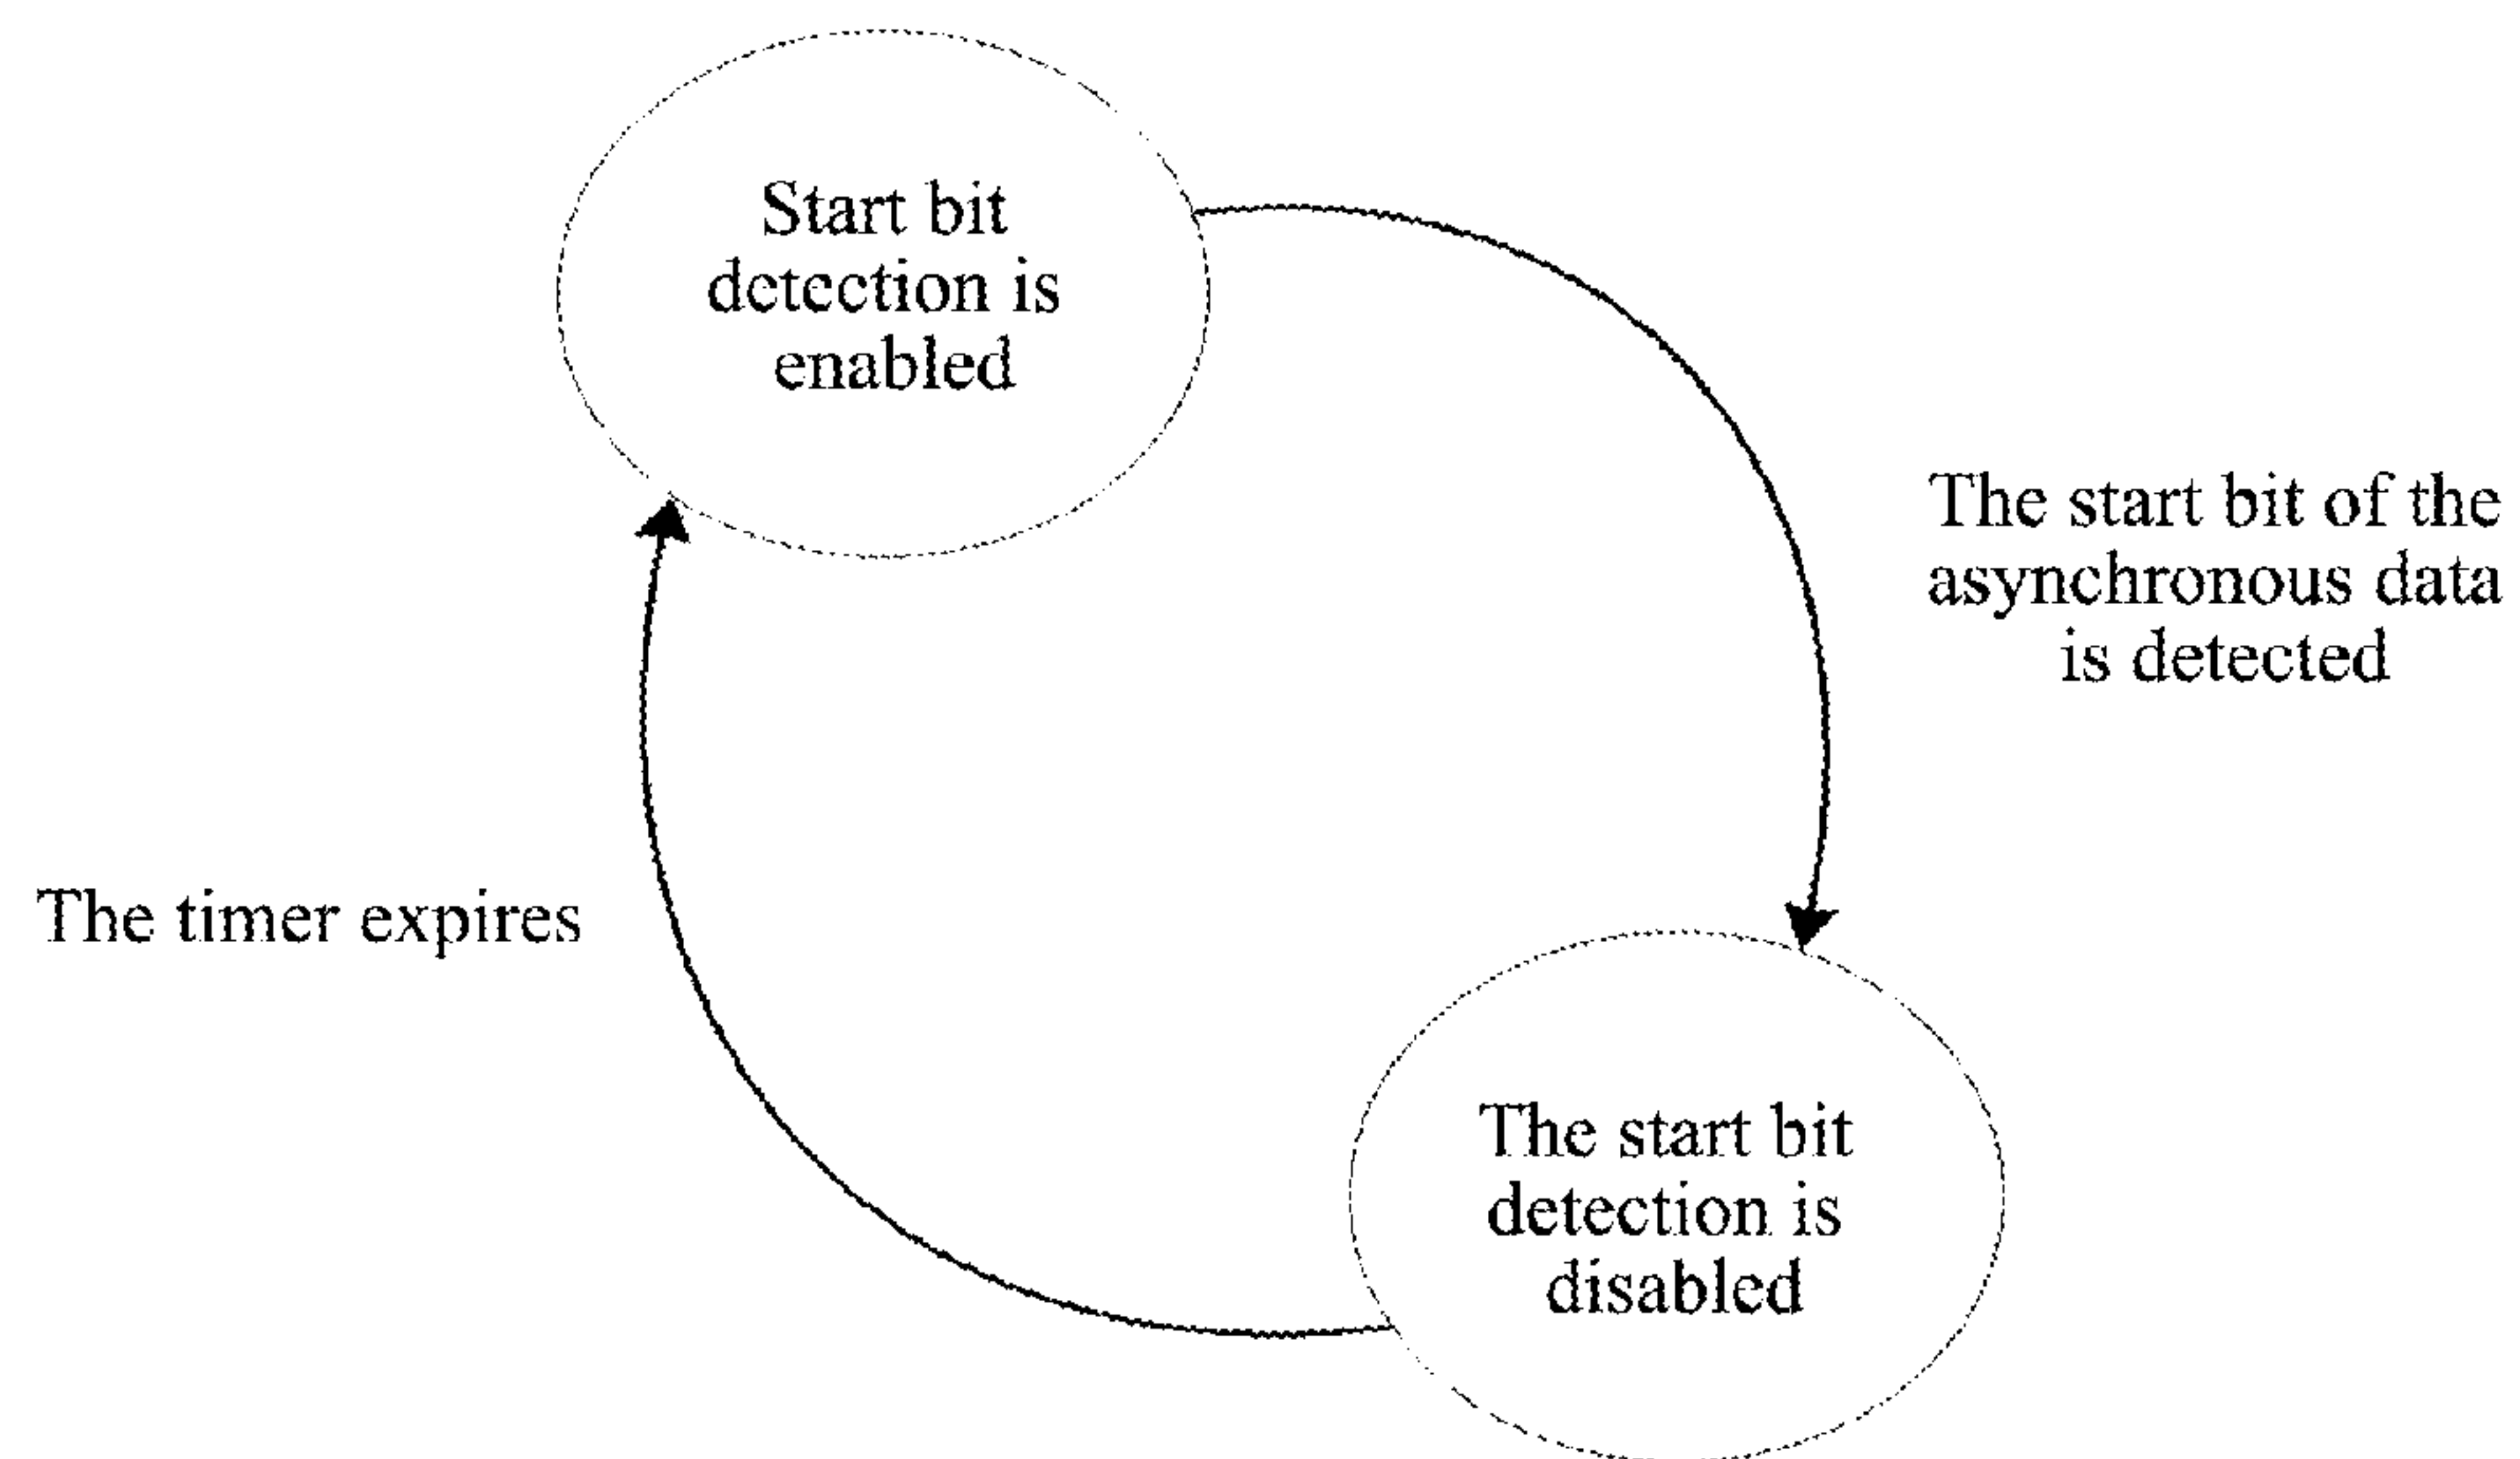 Start bit
detection is
enabled
The start bit of the
asynchronous data
is detected
The timer expires
The start bit
detection is
disabled